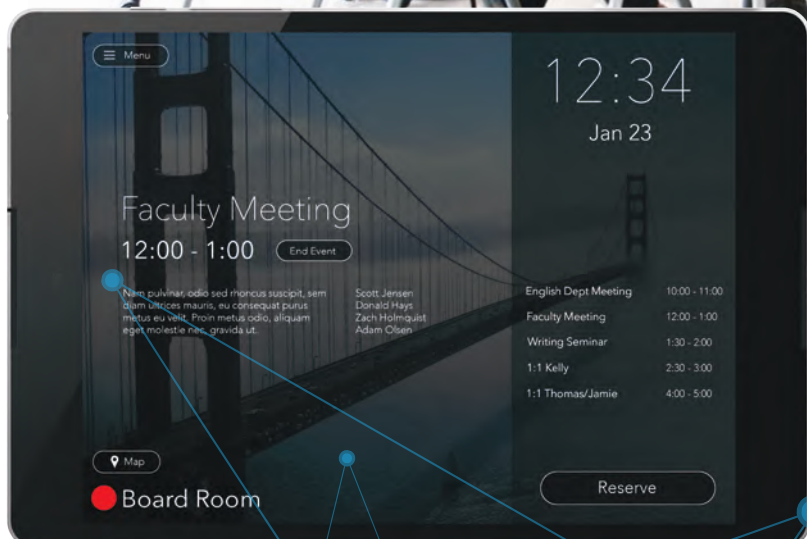 Menu
12:34
Jan 23
Faculty Meeting
12:00 - 1:00
End Event
Nam pulvinar, odio sed rhoncus suscipit, sem
diam ultrices mauris, eu consequat purus
metus eu velit. Proin metus odio, aliquam
eget molestie nec, gravida ut.
Scott Jensen
Donald Hays
Zach Holmquist
Adam Olsen
English Dept Meeting 10:00 - 11:00
Faculty Meeting 12:00 - 1:00
Writing Seminar 1:30 - 2:00
1:1 Kelly 2:30 - 3:00
1:1 Thomas/Jamie 4:00 - 5:00
Map
Board Room
Reserve